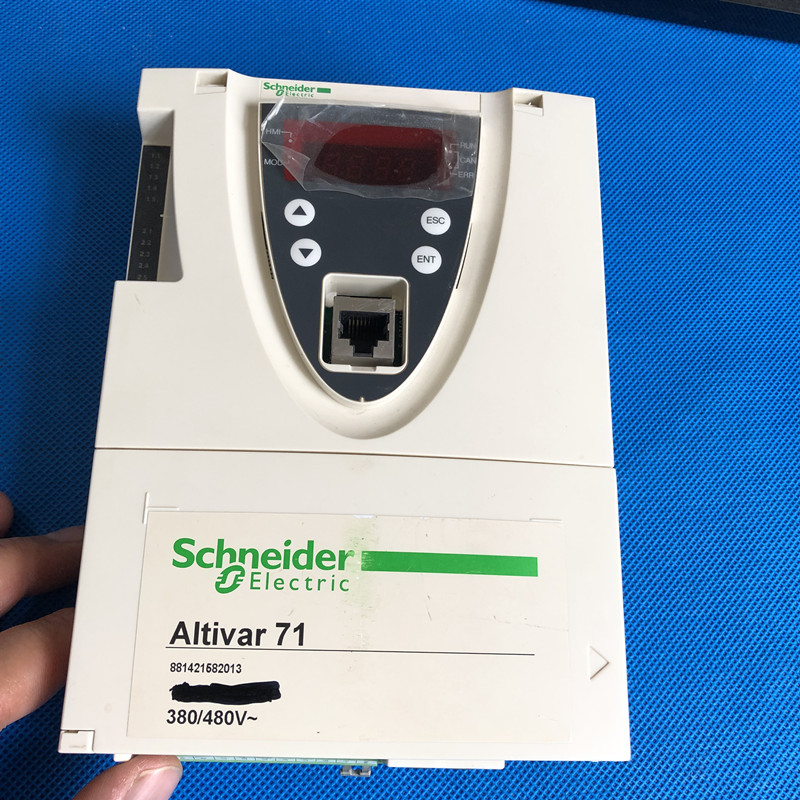 Schneider
Electric
HMI
RUN
CAN
MOD
ERR
ESC
ENT
Schneider
Electric
Altivar 71
881421682013
380/480V~